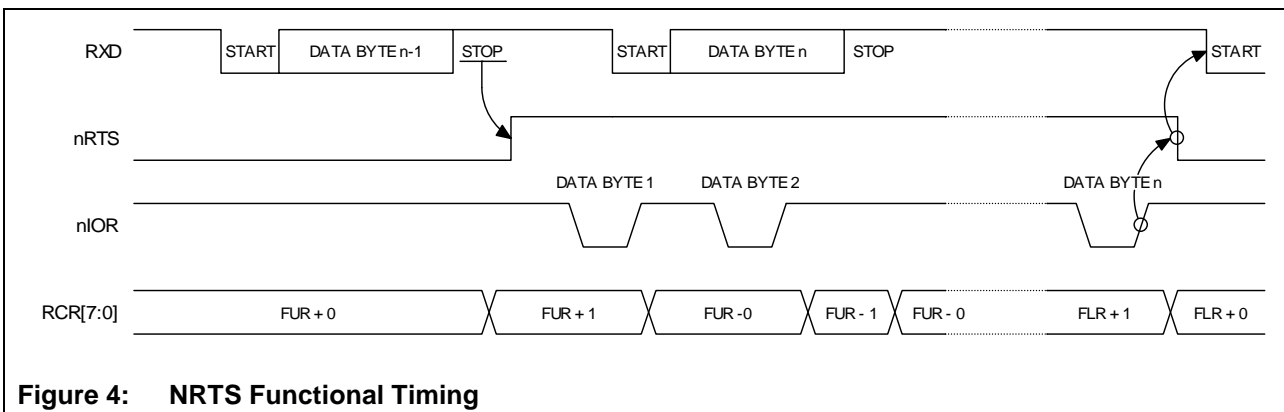 RXD START DATA BYTE n-1 STOP START DATA BYTE n STOP START
nRTS
DATA BYTE 1 DATA BYTE 2 DATA BYTE n
nIOR
RCR[7:0] FUR + 0 FUR + 1 FUR -0 FUR - 1 FUR - 0 FLR + 1 FLR + 0
Figure 4: NRTS Functional Timing